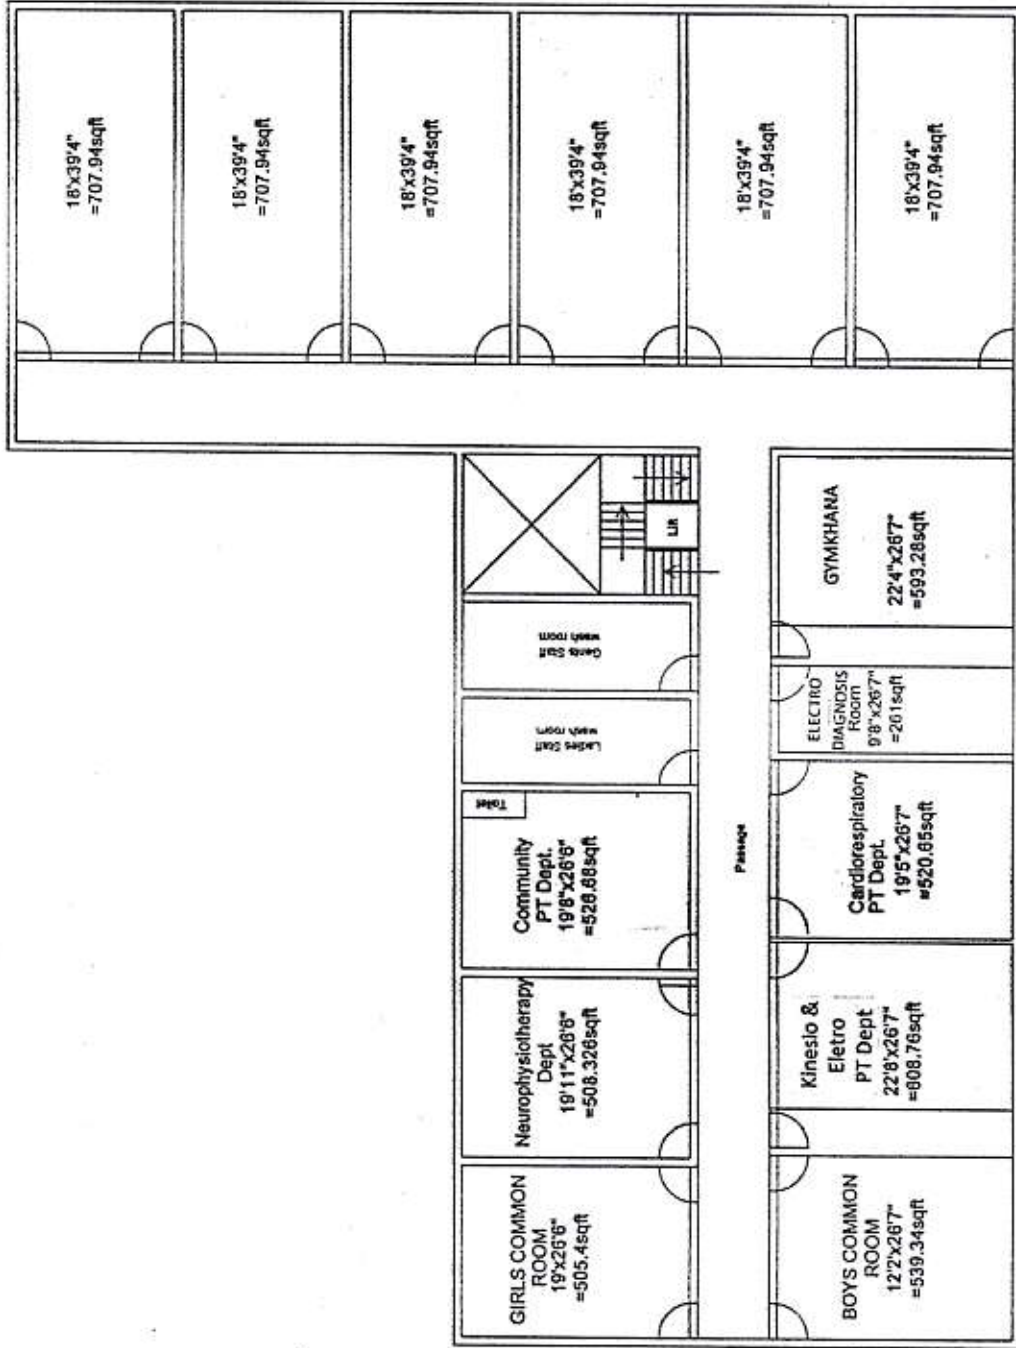 18'x39'4"
=707.94sqft
18'x39'4"
=707.94sqft
18'x39'4"
=707.94sqft
18'x39'4"
=707.94sqft
18'x39'4"
=707.94sqft
18'x39'4"
=707.94sqft
Lift
GYMKHANA
22'4"x26'7"
=593.28sqft
Gents Staff
wash room
ELECTRO
DIAGNOSIS
Room
9'8"x26'7"
=261sqft
Ladies Staff
wash room
Toilet
Community
PT Dept.
19'8"x26'6"
=526.68sqft
Passage
Cardiorespiratory
PT Dept.
19'5"x26'7"
=520.65sqft
Neurophysiotherapy
Dept
19'11"x26'6"
=508.326sqft
Kinesio &
Eletro
PT Dept
22'8"x26'7"
=608.76sqft
GIRLS COMMON
ROOM
19'x26'6"
=505.4sqft
BOYS COMMON
ROOM
12'2'x26'7"
=539.34sqft